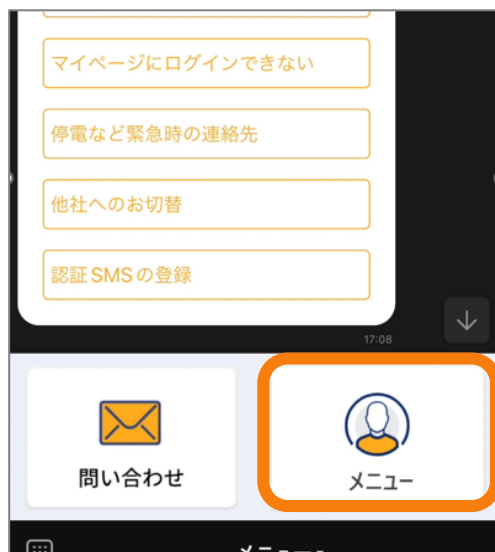 マイページにログインできない
停電など緊急時の連絡先
他社へのお切替
認証SMSの登録
17:08
問い合わせ
メニュー